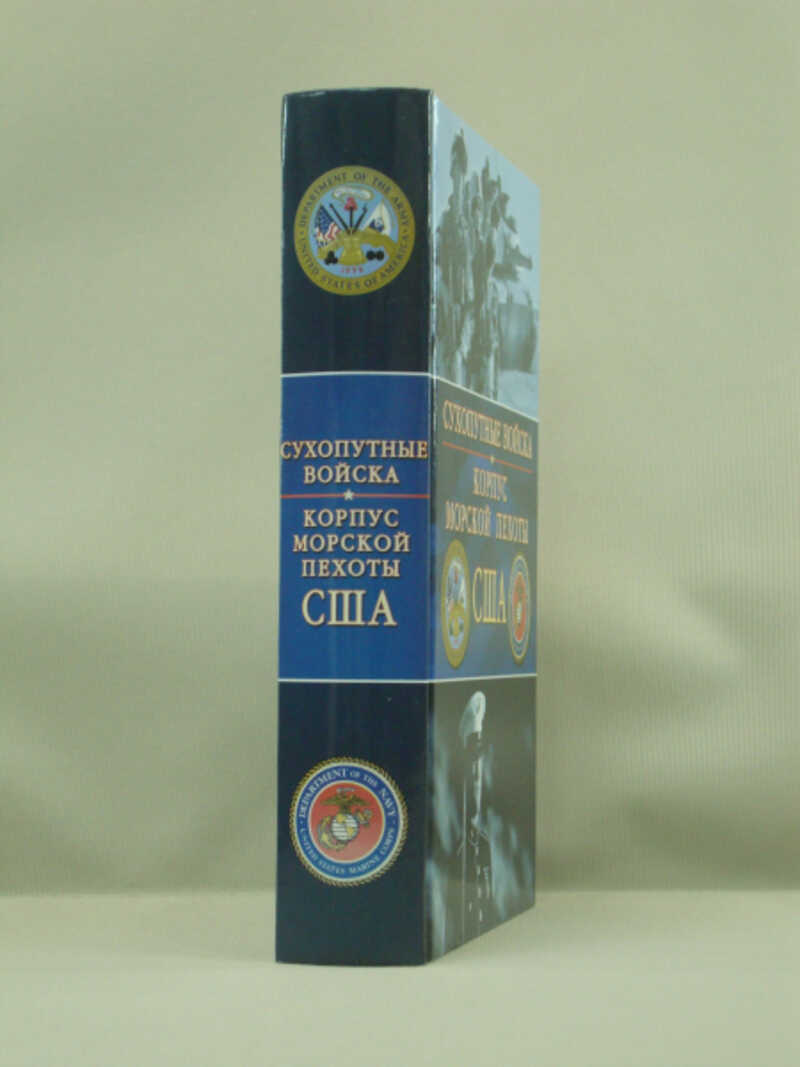 DEPARTMENT OF THE ARMY
UNITED STATES OF AMERICA
СУХОПУТНЫЕ
ВОЙСКА
КОРПУС
МОРСКОЙ
ПЕХОТЫ
США
DEPARTMENT OF THE NAVY
UNITED STATES MARINE CORPS
СУХОПУТНЫЕ ВОЙСКА
КОРПУС
МОРСКОЙ ПЕХОТЫ
США